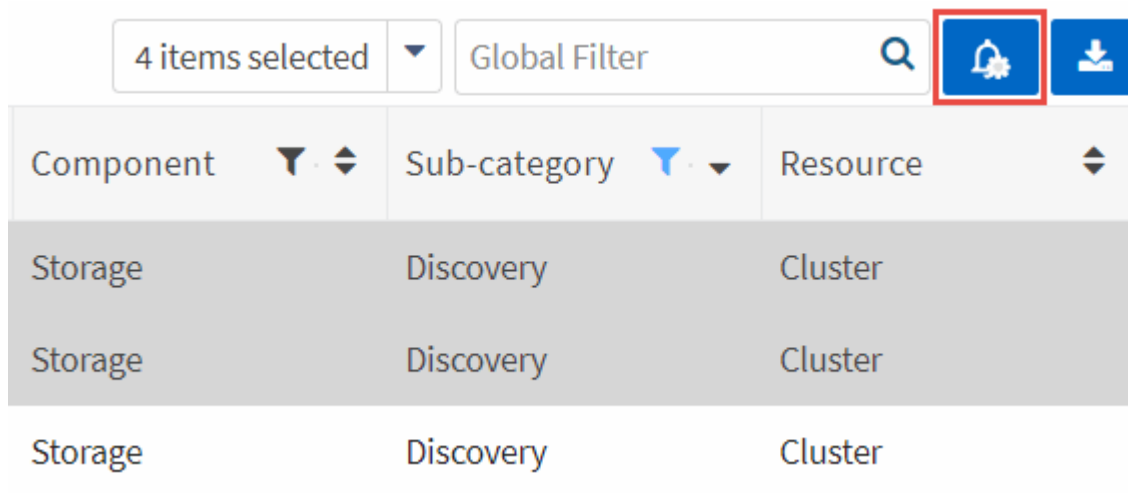 4 items selected Global Filter
Component Sub-category Resource
Storage Discovery Cluster
Storage Discovery Cluster
Storage Discovery Cluster